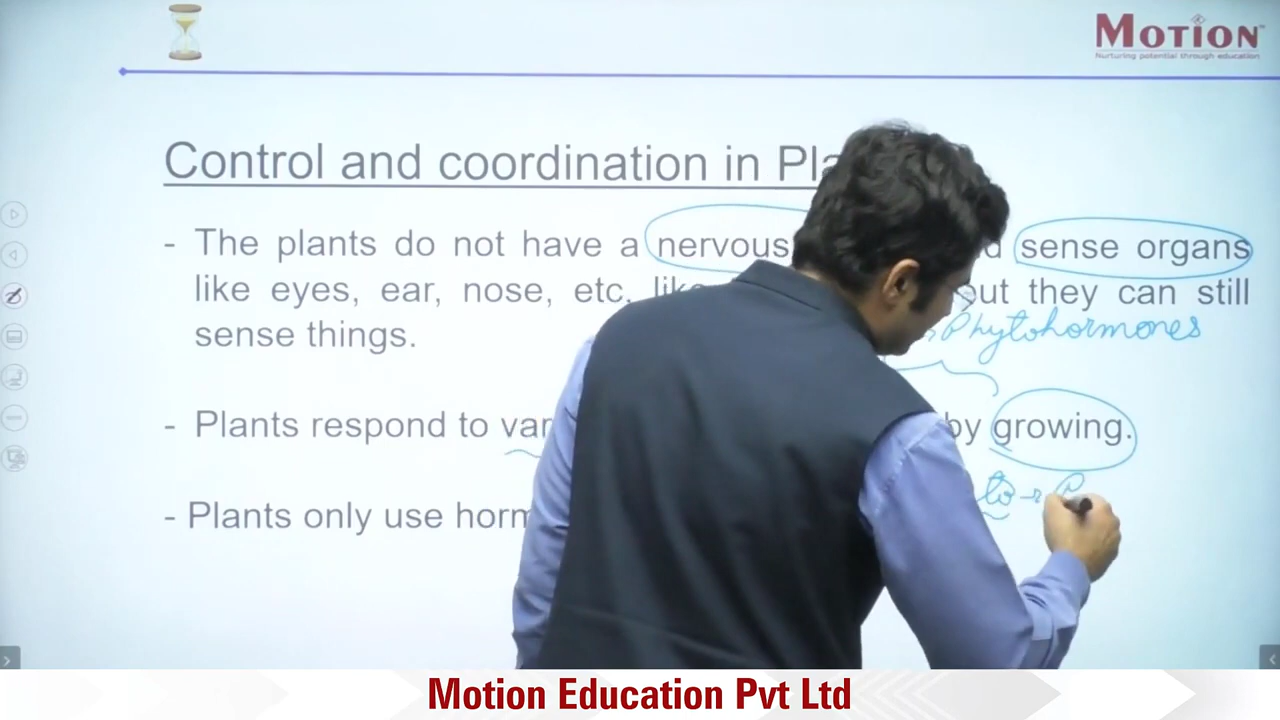 MOTION
Nurturing potential through education
Control and coordination in Pla
- The plants do not have a nervous sense organs
like eyes, ear, nose, etc. but they can still
Phytohormones
sense things.
- Plants respond to by growing.
- Plants only use
Motion Education Pvt Ltd